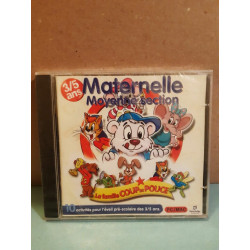 3/5
ans
Maternelle
Moyenne section
La famille COUP de POUCE
10 activités pour l'éveil pré-scolaire des 3/5 ans